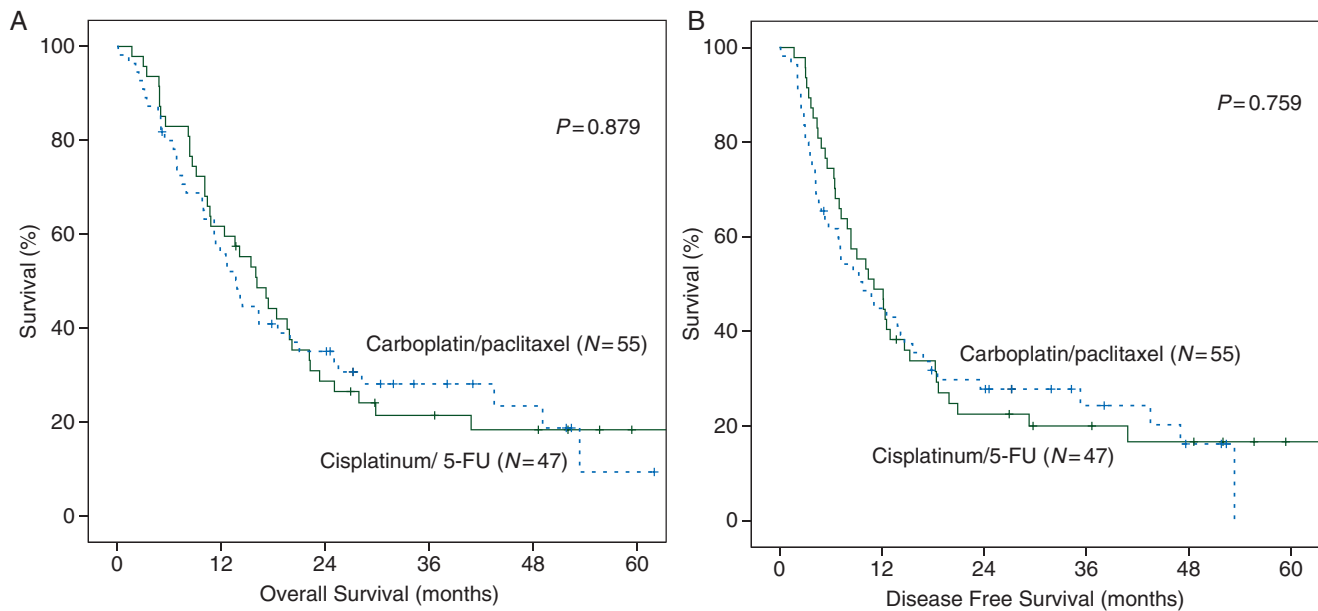 A
100
80
60
40
20
0
Survival (%)
P=0.879
Carboplatin/paclitaxel (N=55)
Cisplatinum/ 5-FU (N=47)
0 12 24 36 48 60
Overall Survival (months)
B
100
80
60
40
20
0
Survival (%)
P=0.759
Carboplatin/paclitaxel (N=55)
Cisplatinum/5-FU (N=47)
0 12 24 36 48 60
Disease Free Survival (months)